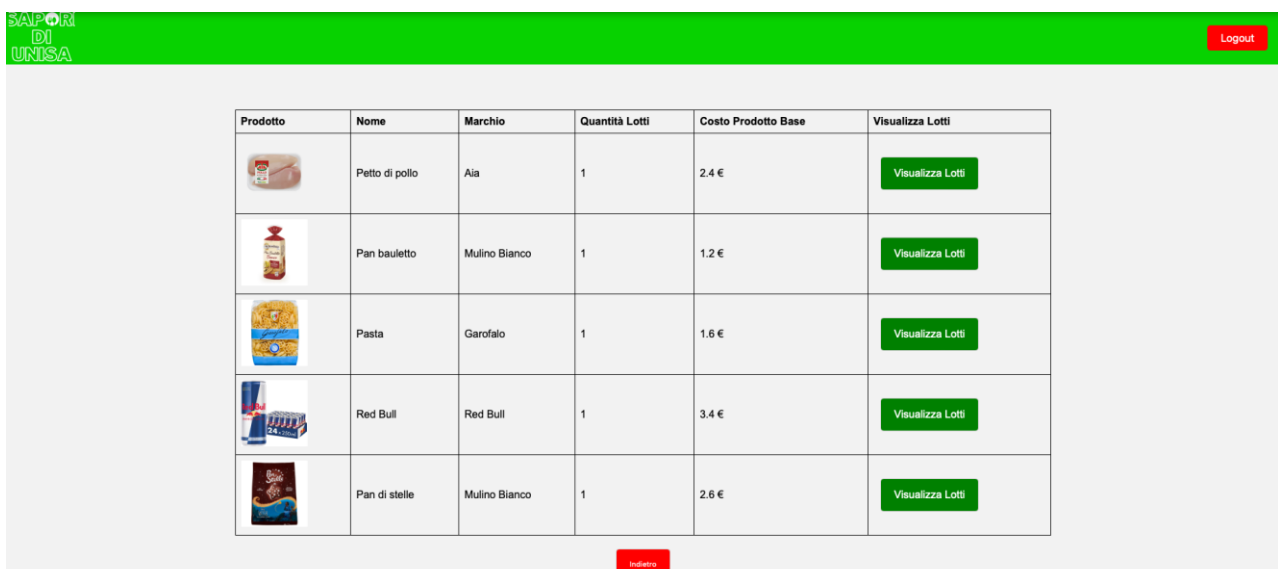 SAPORI
DI
UNISA
Logout
Prodotto Nome Marchio Quantità Lotti Costo Prodotto Base Visualizza Lotti
Petto di pollo Aia 1 2.4 € Visualizza Lotti
Pan bauletto Mulino Bianco 1 1.2 € Visualizza Lotti
Pasta Garofalo 1 1.6 € Visualizza Lotti
Red Bull Red Bull 1 3.4 € Visualizza Lotti
24
Pan di stelle Mulino Bianco 1 2.6 € Visualizza Lotti
Indietro